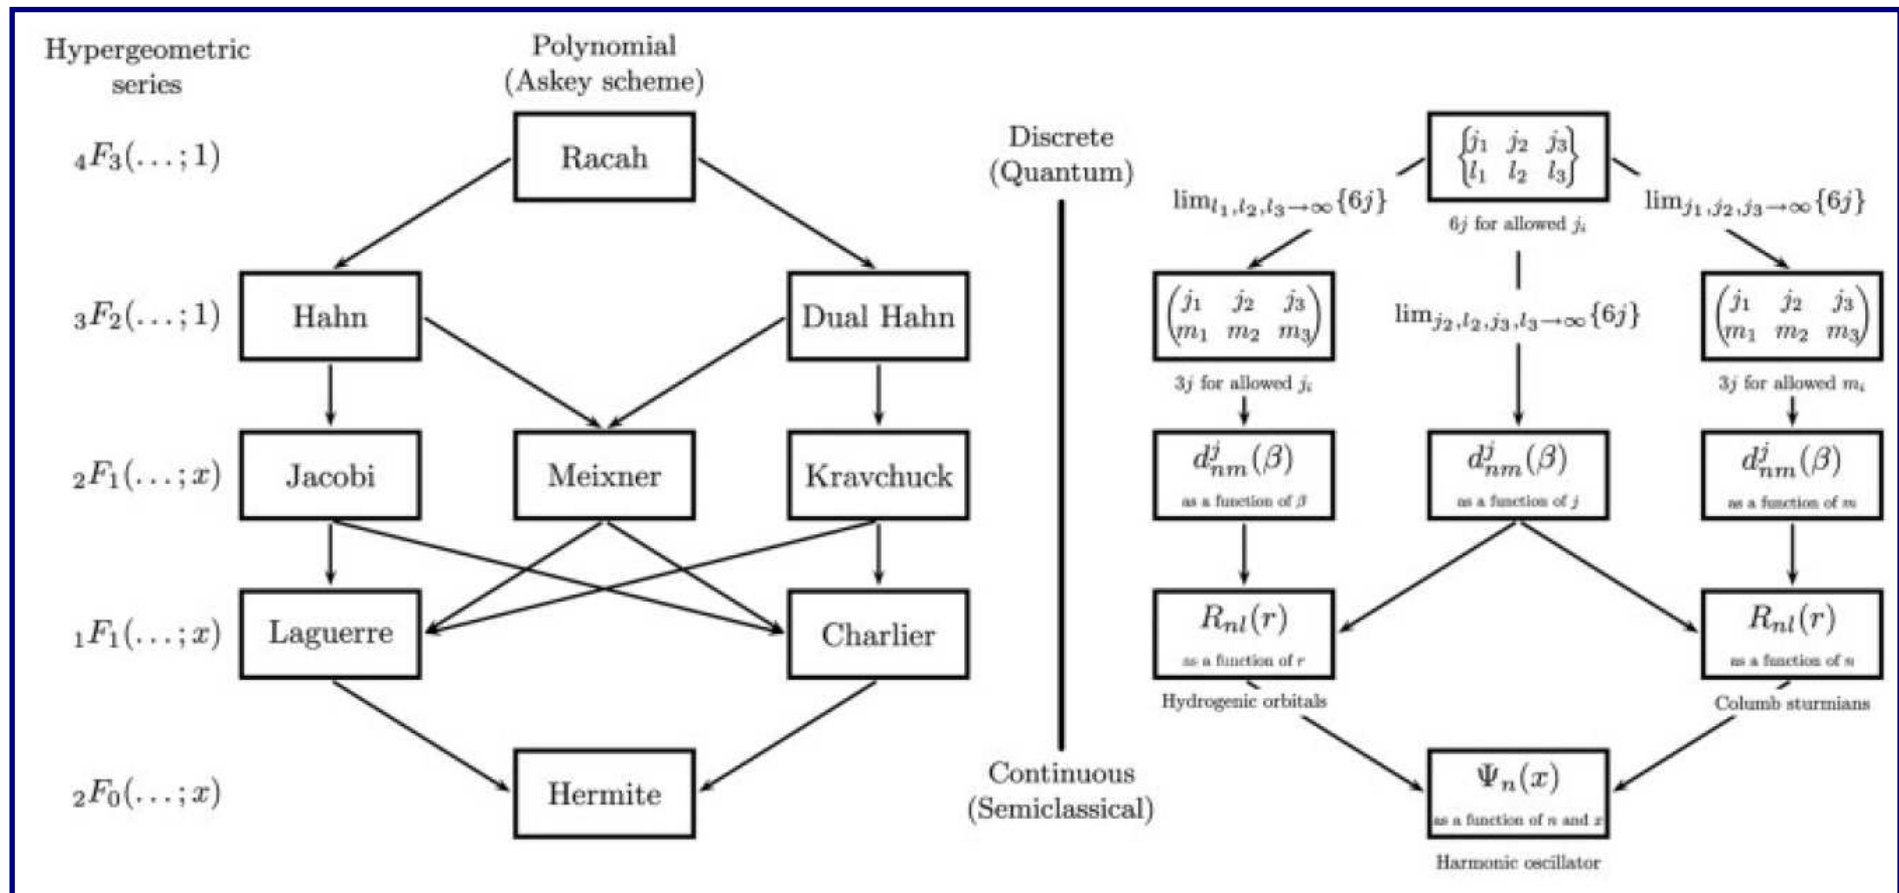 Hypergeometric
series
Polynomial
(Askey scheme)
₄F₃(...; 1)
Racah
Discrete
(Quantum)
{j₁ j₂ j₃}
{l₁ l₂ l₃}
6j for allowed jᵢ
lim_{l₁,l₂,l₃→∞}{6j}
lim_{j₁,j₂,j₃→∞}{6j}
₃F₂(...; 1)
Hahn
Dual Hahn
(j₁ j₂ j₃)
(m₁ m₂ m₃)
3j for allowed jᵢ
lim_{j₂,l₂,j₃,l₃→∞}{6j}
(j₁ j₂ j₃)
(m₁ m₂ m₃)
3j for allowed mᵢ
₂F₁(...; x)
Jacobi
Meixner
Kravchuck
d^j_{nm}(β)
as a function of β
d^j_{nm}(β)
as a function of j
d^j_{nm}(β)
as a function of m
₁F₁(...; x)
Laguerre
Charlier
R_{nl}(r)
as a function of r
Hydrogenic orbitals
R_{nl}(r)
as a function of n
Columb sturmians
₂F₀(...; x)
Hermite
Continuous
(Semiclassical)
Ψₙ(x)
as a function of n and x
Harmonic oscillator